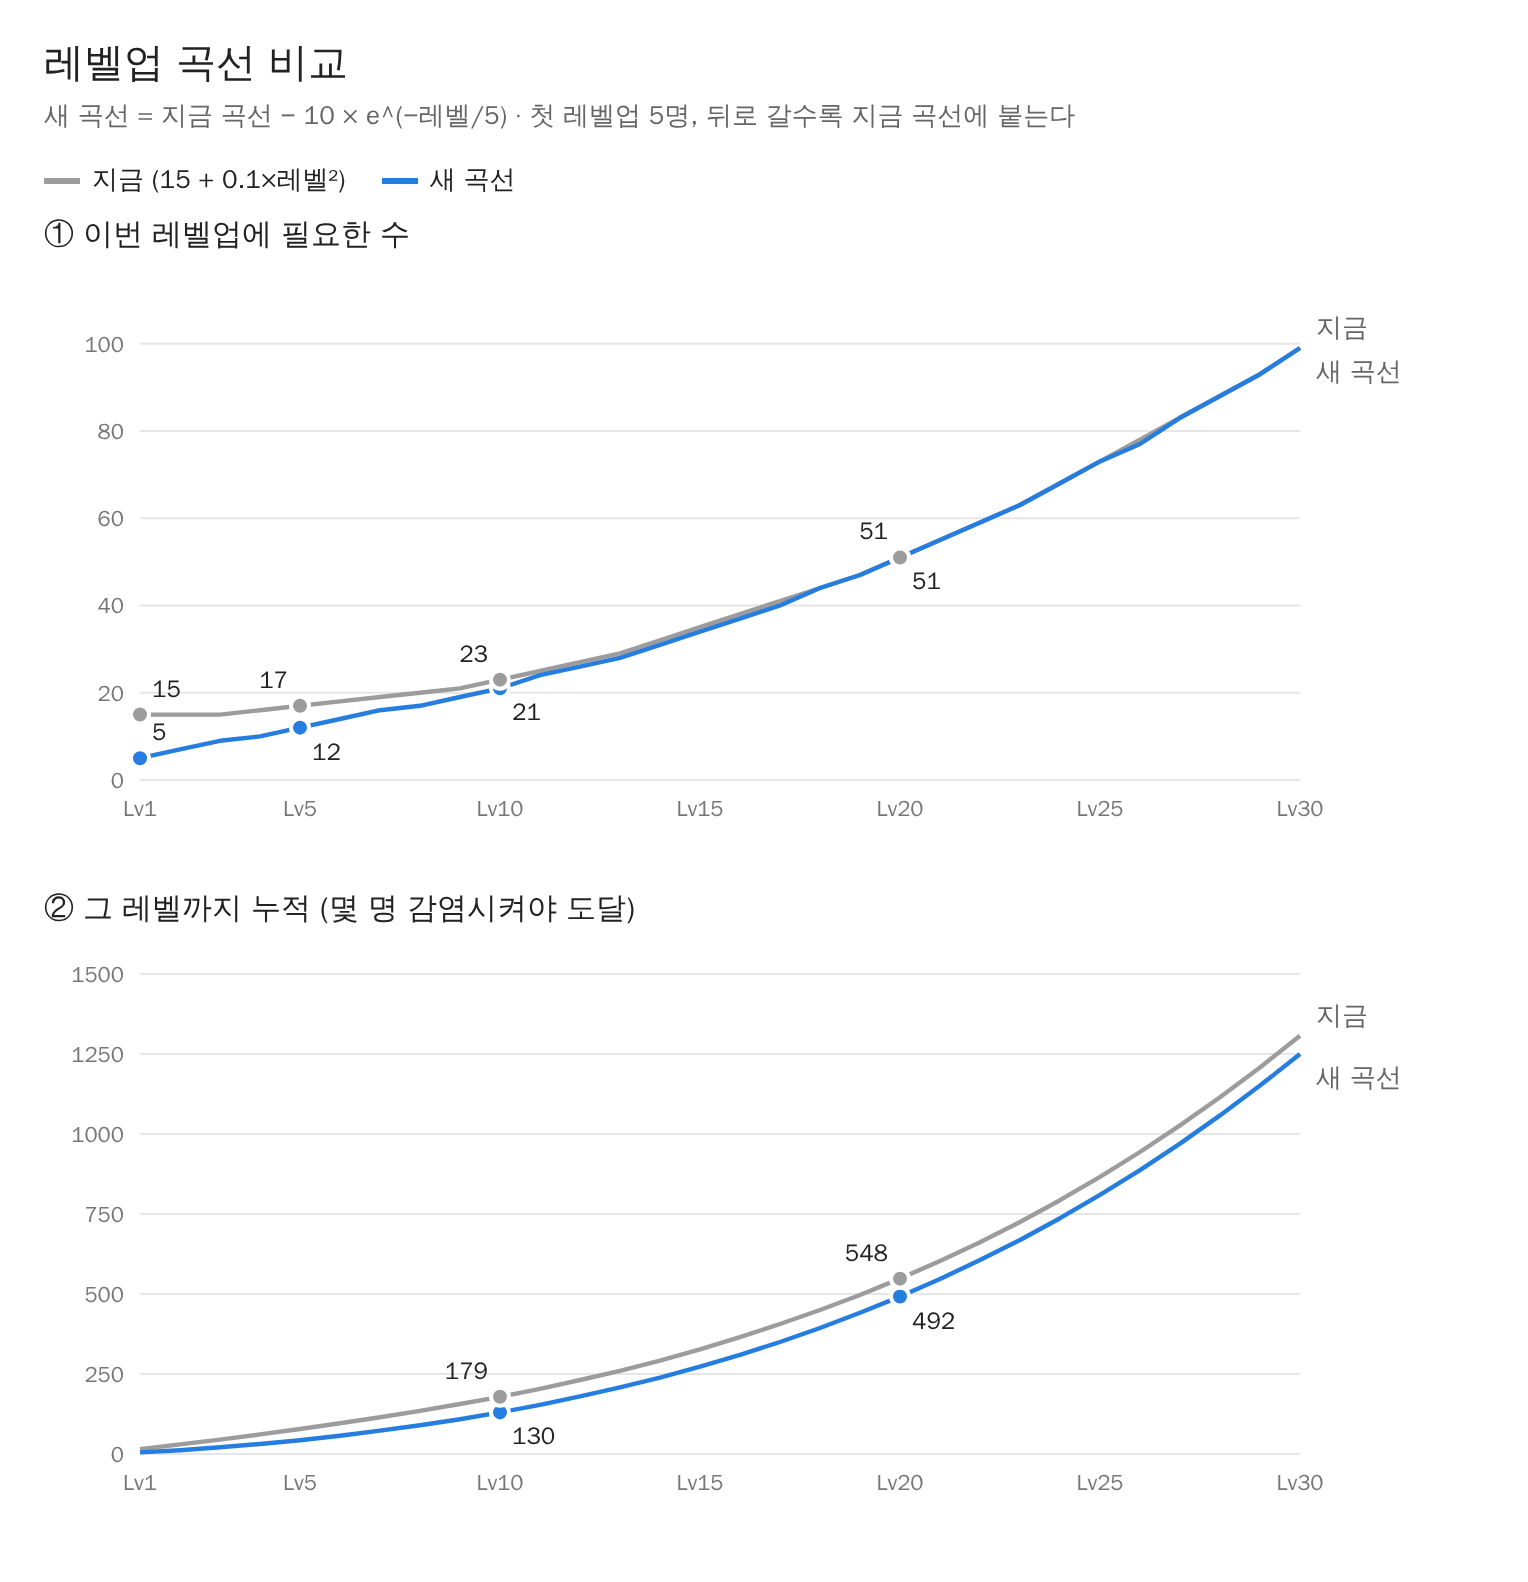 레벨업 곡선 비교
새 곡선 = 지금 곡선 − 10 × e^(−레벨/5) · 첫 레벨업 5명, 뒤로 갈수록 지금 곡선에 붙는다
지금 (15 + 0.1×레벨²) 새 곡선
① 이번 레벨업에 필요한 수
지금
100
새 곡선
80
60
51
51
40
23
17
20
15
21
5
12
0
Lv1 Lv5 Lv10 Lv15 Lv20 Lv25 Lv30
② 그 레벨까지 누적 (몇 명 감염시켜야 도달)
1500
지금
1250
새 곡선
1000
750
548
500
492
250
179
130
0
Lv1 Lv5 Lv10 Lv15 Lv20 Lv25 Lv30